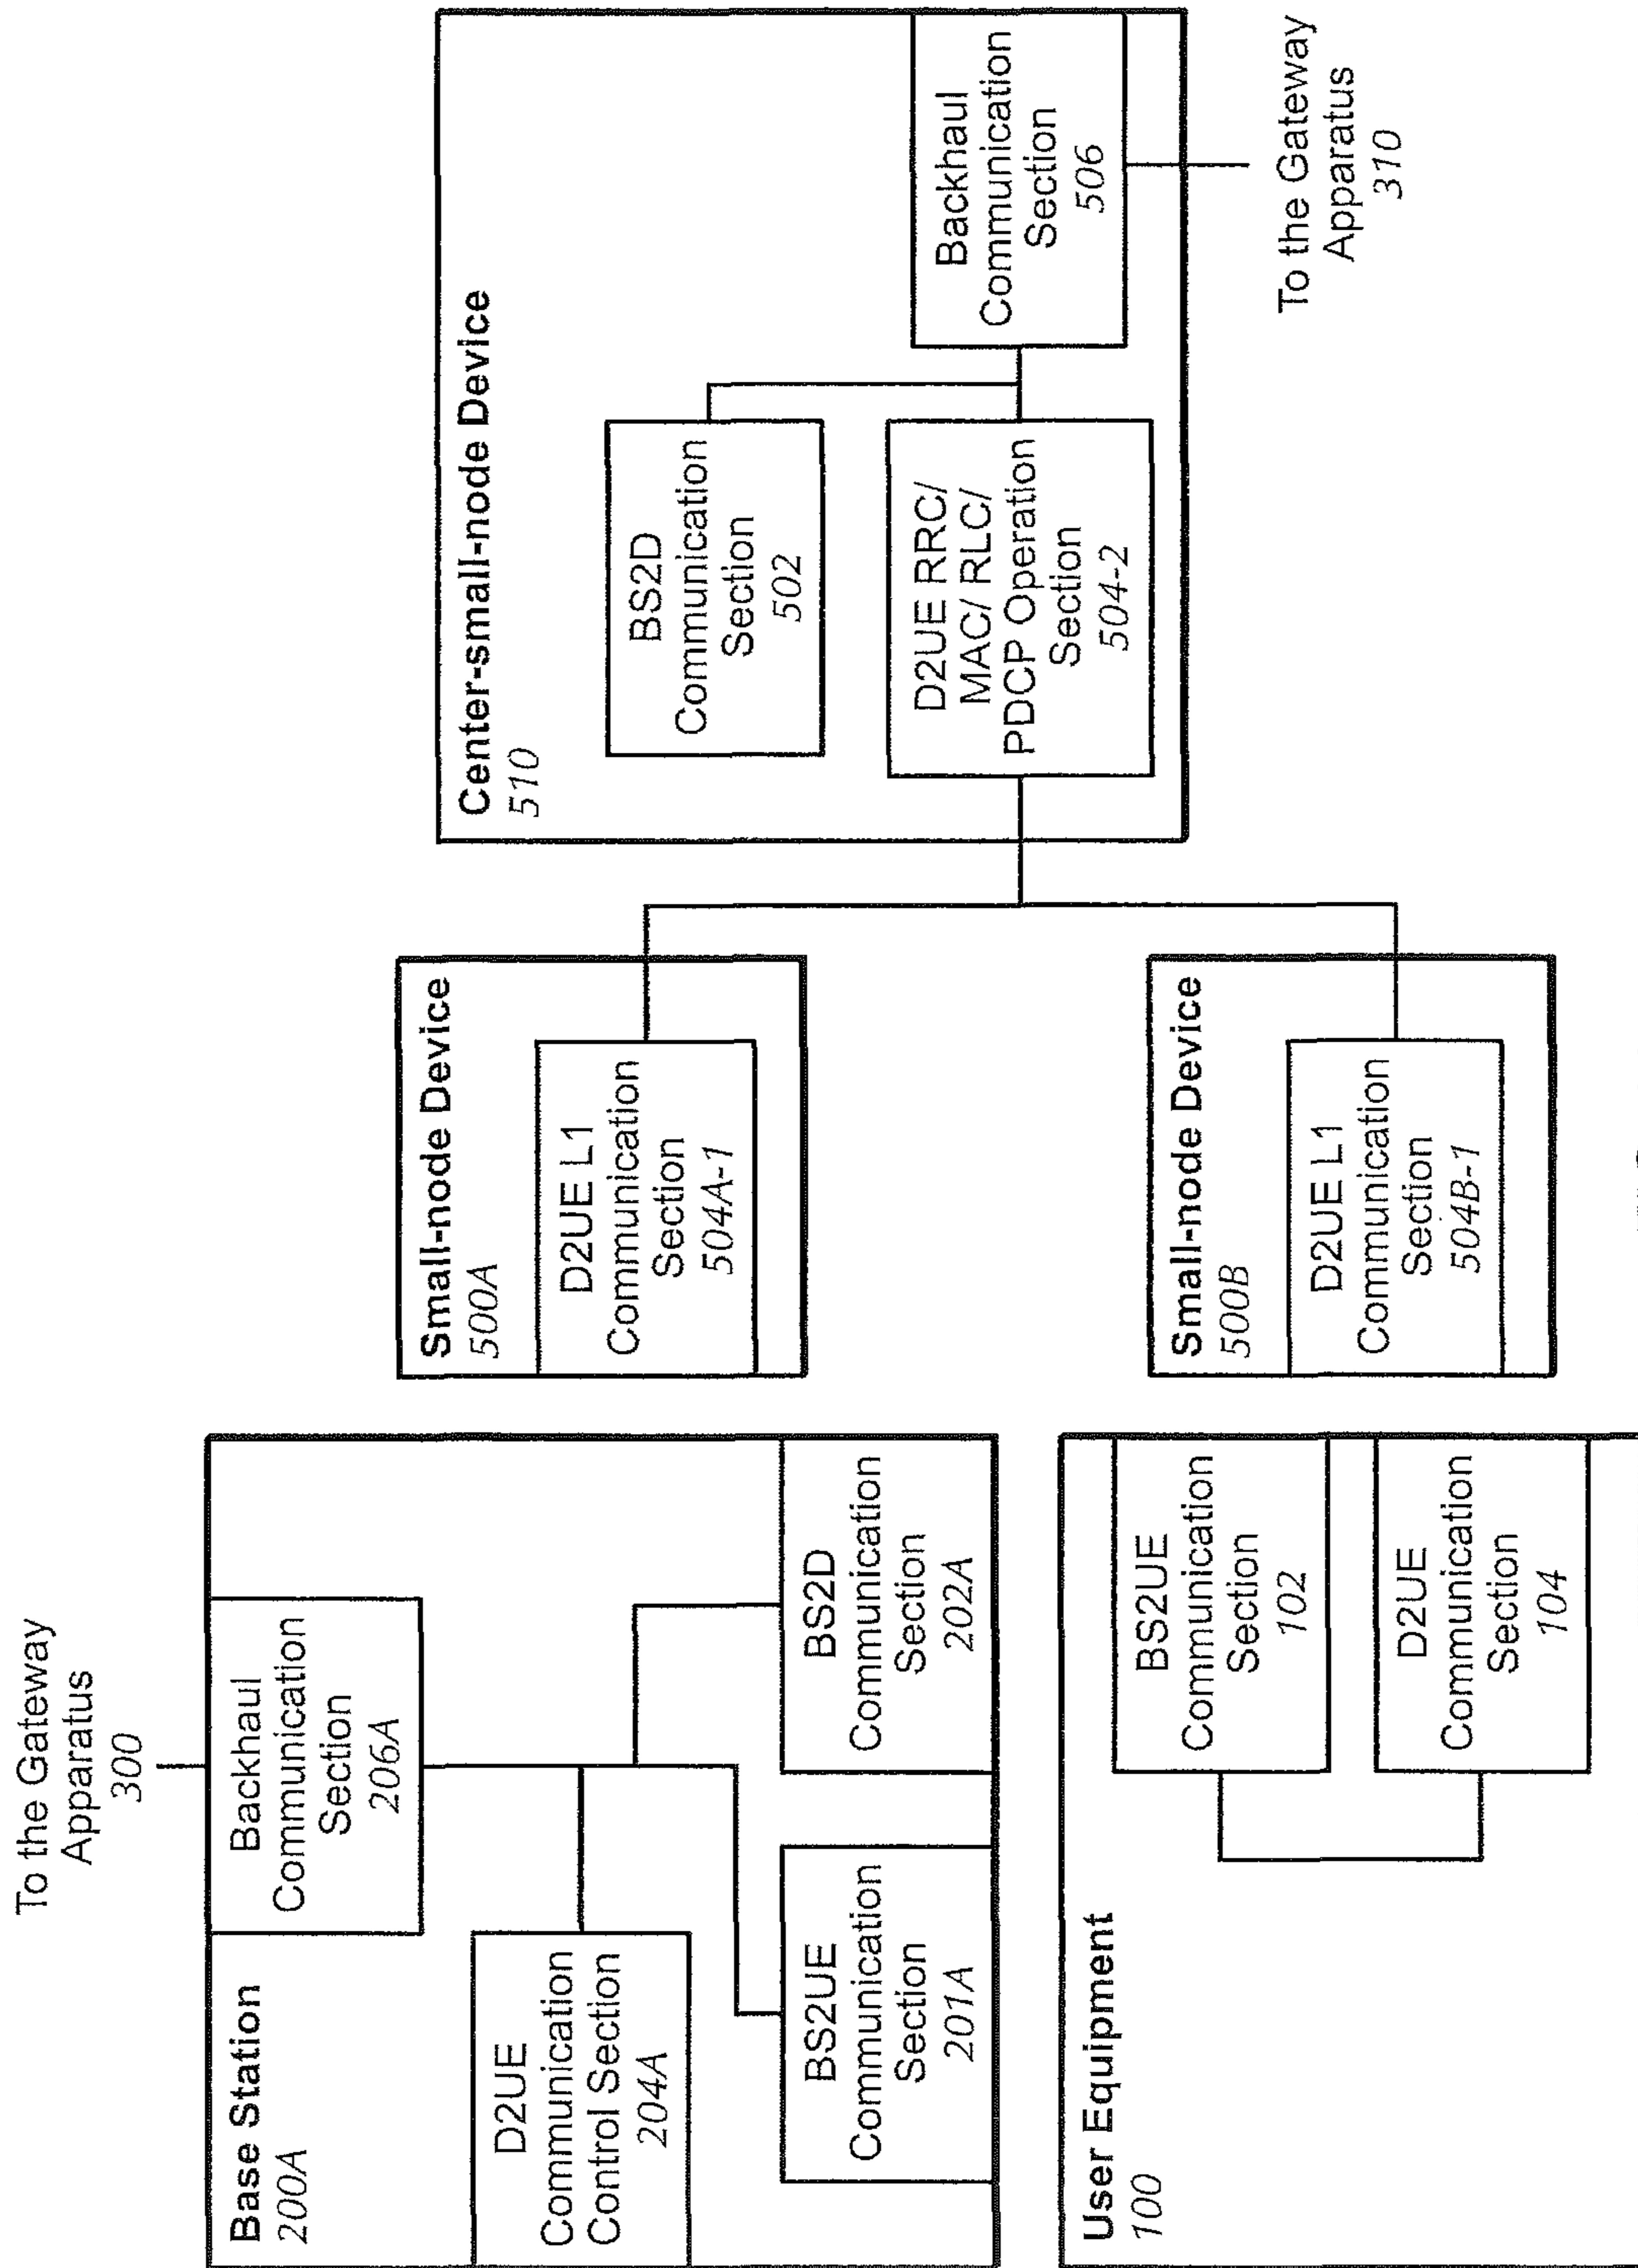 To the Gateway
Apparatus
300
Base Station
200A
Backhaul
Communication
Section
206A
D2UE
Communication
Control Section
204A
BS2UE
Communication
Section
201A
BS2D
Communication
Section
202A
User Equipment
100
BS2UE
Communication
Section
102
D2UE
Communication
Section
104
Small-node Device
500A
D2UE L1
Communication
Section
504A-1
Small-node Device
500B
D2UE L1
Communication
Section
504B-1
Center-small-node Device
510
BS2D
Communication
Section
502
D2UE RRC/
MAC/ RLC/
PDCP Operation
Section
504-2
Backhaul
Communication
Section
506
To the Gateway
Apparatus
310